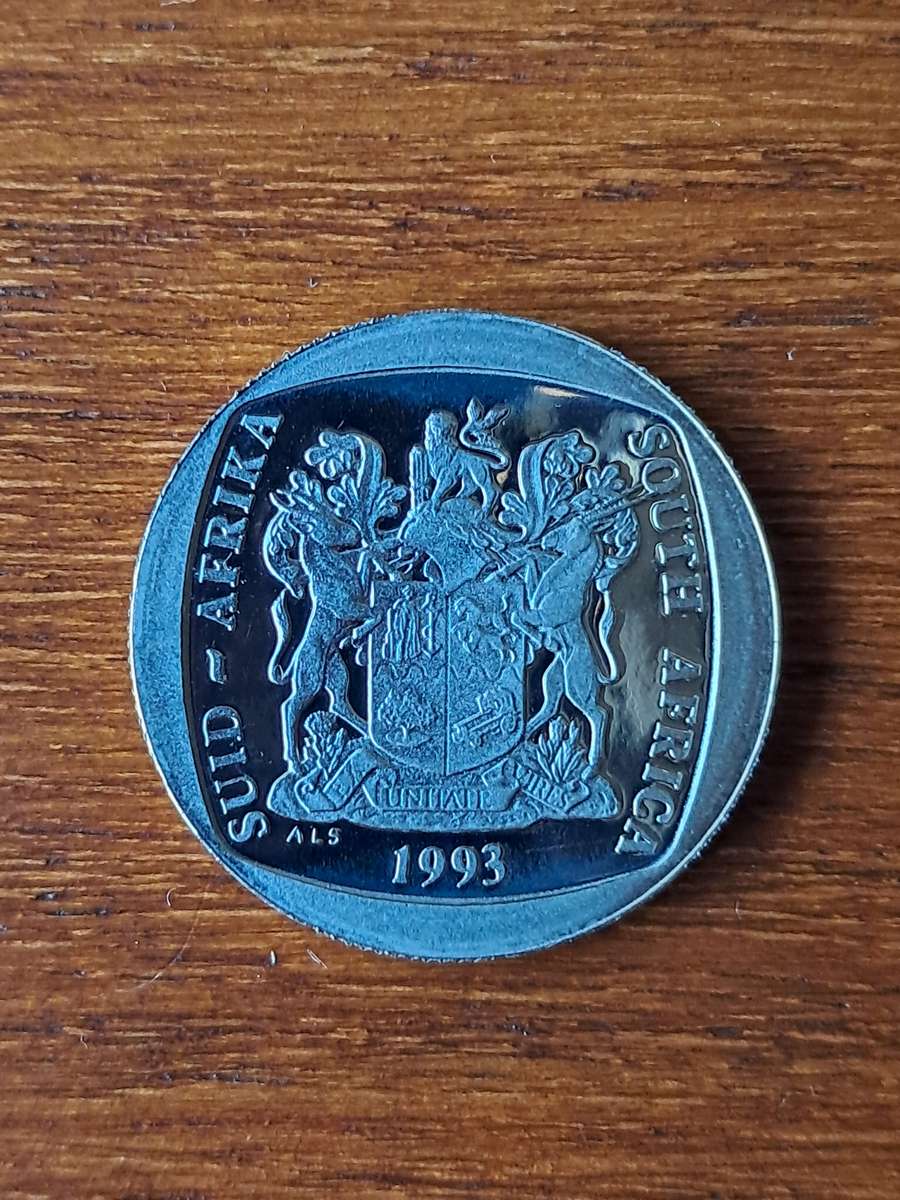 SUID-AFRIKA
SOUTH AFRICA
UNITATE
ALS
1993